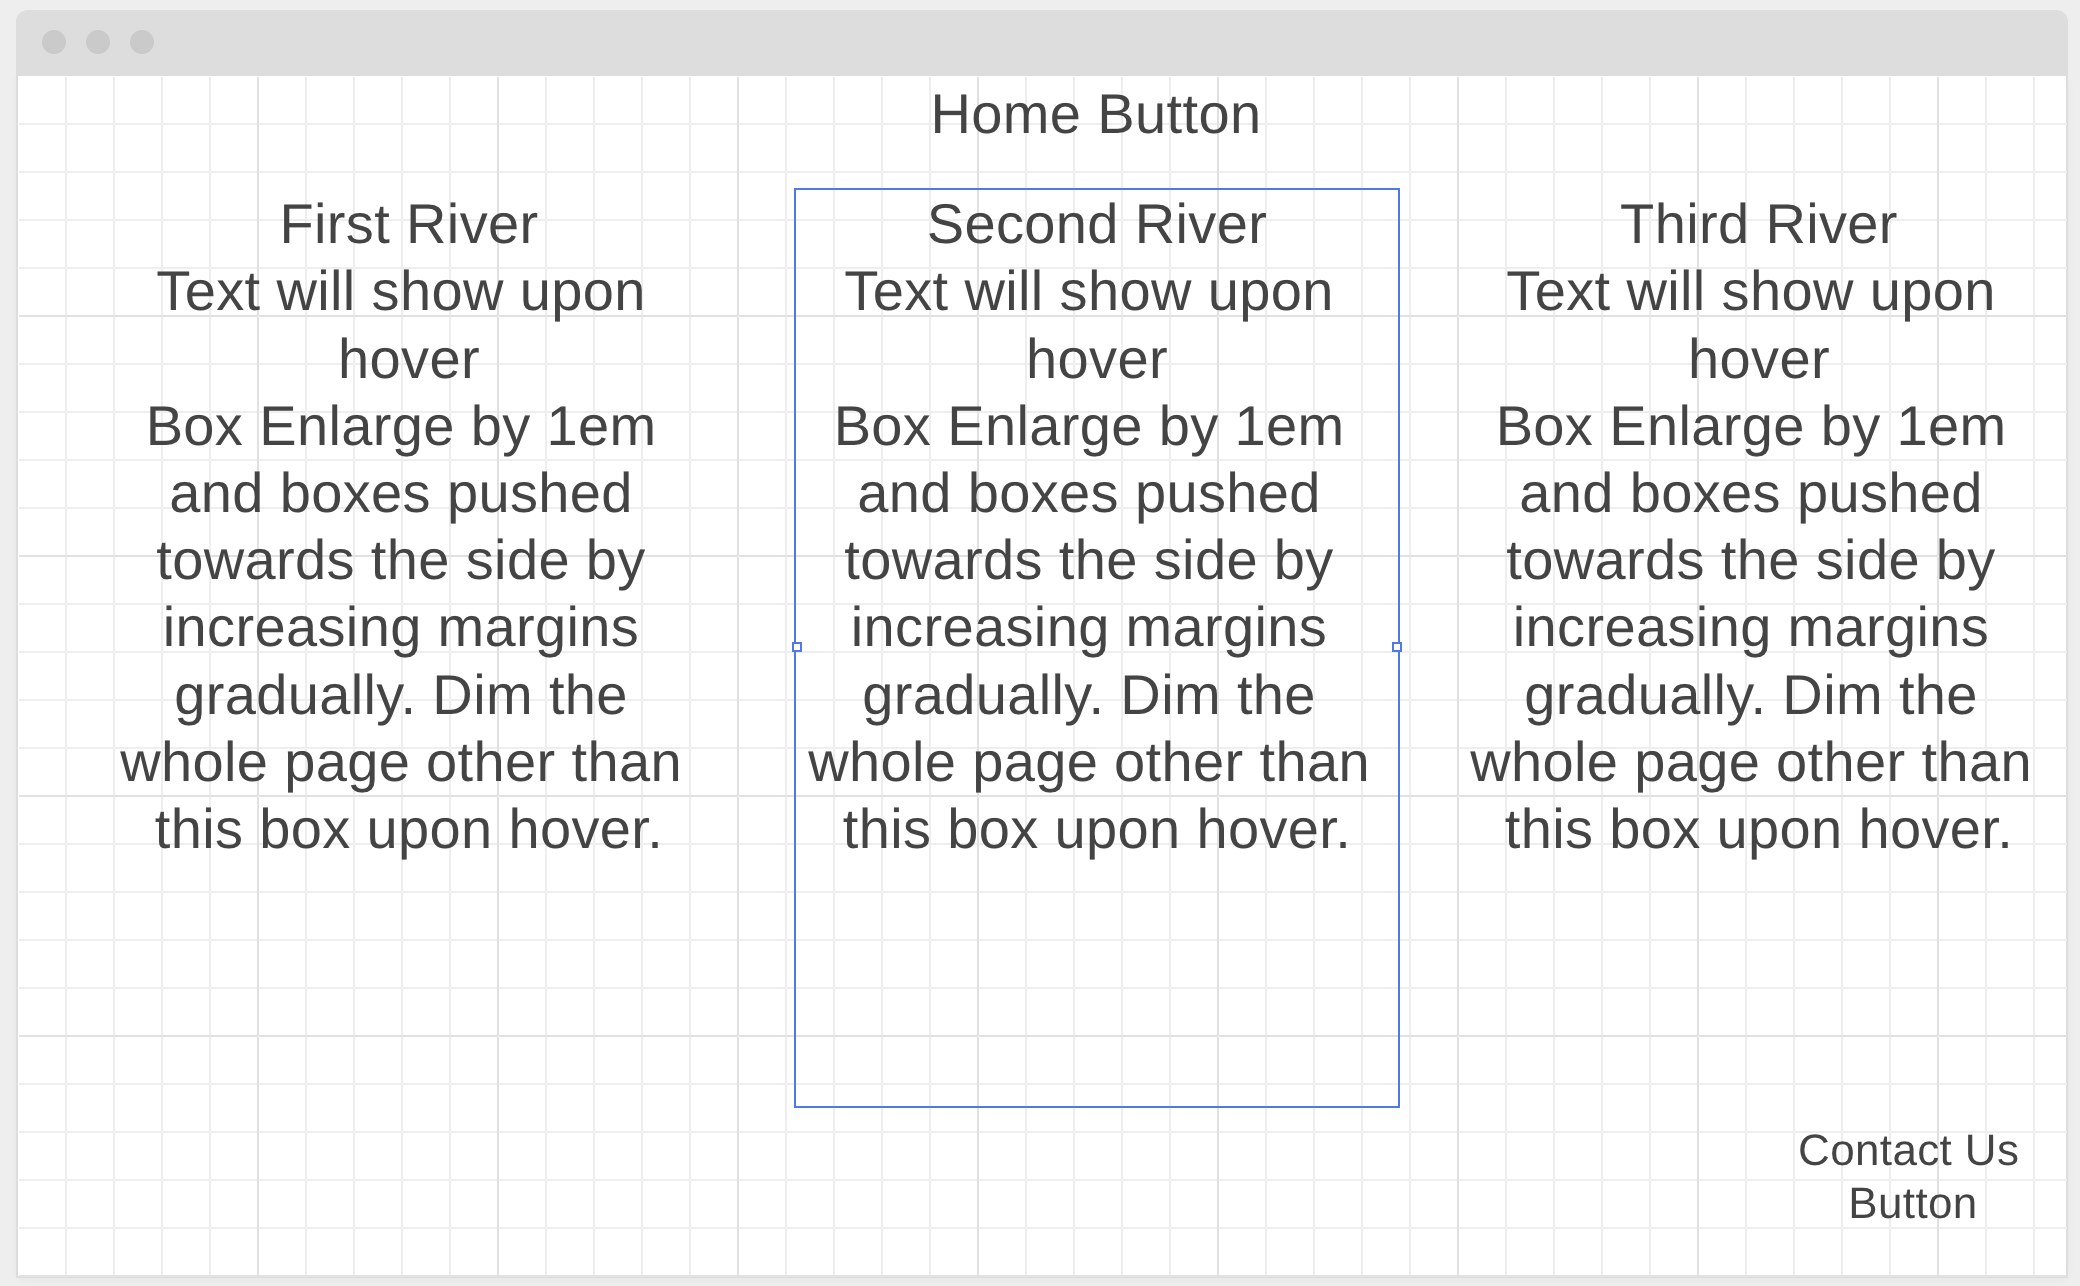 Home Button
First River
Text will show upon
hover
Box Enlarge by 1em
and boxes pushed
towards the side by
increasing margins
gradually. Dim the
whole page other than
this box upon hover.
Second River
Text will show upon
hover
Box Enlarge by 1em
and boxes pushed
towards the side by
increasing margins
gradually. Dim the
whole page other than
this box upon hover.
Third River
Text will show upon
hover
Box Enlarge by 1em
and boxes pushed
towards the side by
increasing margins
gradually. Dim the
whole page other than
this box upon hover.
Contact Us
Button